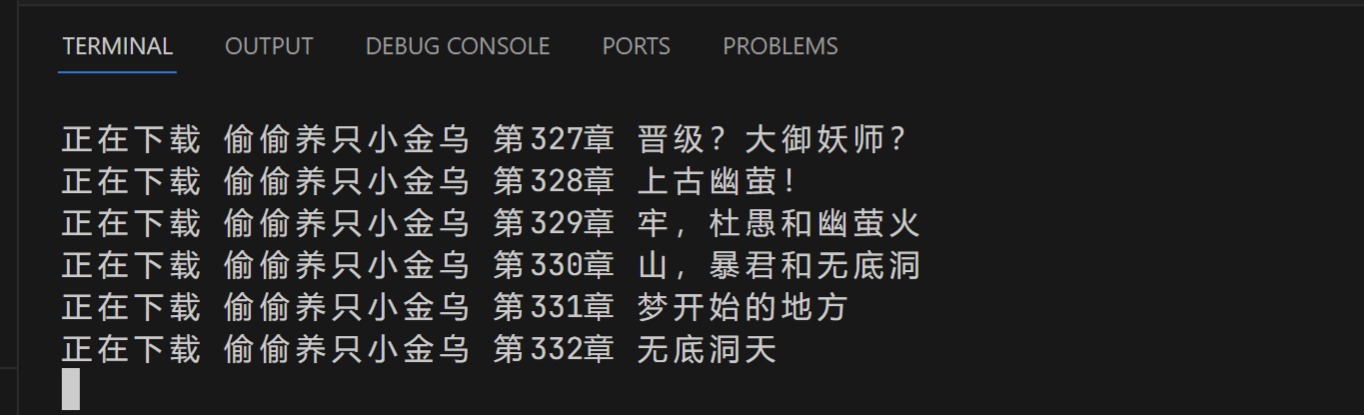 TERMINAL OUTPUT DEBUG CONSOLE PORTS PROBLEMS
正在下载 偷偷养只小金乌 第327章 晋级？大御妖师？
正在下载 偷偷养只小金乌 第328章 上古幽萤！
正在下载 偷偷养只小金乌 第329章 牢，杜愚和幽萤火
正在下载 偷偷养只小金乌 第330章 山，暴君和无底洞
正在下载 偷偷养只小金乌 第331章 梦开始的地方
正在下载 偷偷养只小金乌 第332章 无底洞天